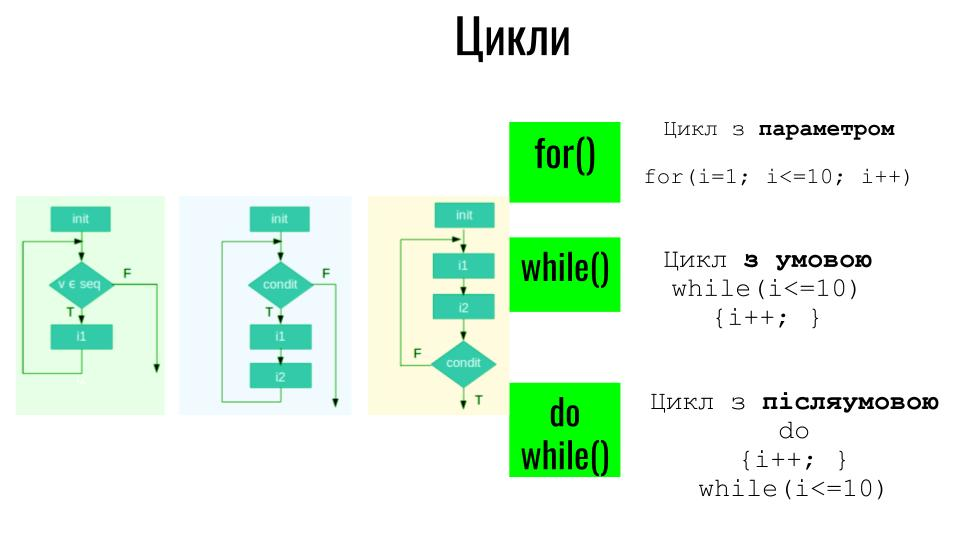 Цикли
init
v ϵ seq
F
T
i1
init
condit
F
T
i1
i2
init
i1
i2
condit
F
T
for()
Цикл з параметром
for(i=1; i<=10; i++)
while()
Цикл з умовою
while(i<=10)
{i++; }
do
while()
Цикл з післяумовою
do
{i++; }
while(i<=10)